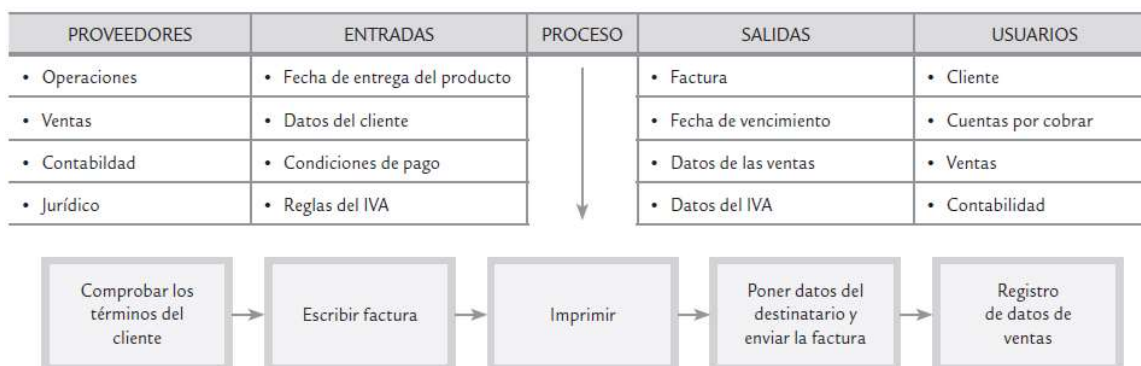 PROVEEDORES ENTRADAS PROCESO SALIDAS USUARIOS
• Operaciones • Fecha de entrega del producto • Factura • Cliente
• Ventas • Datos del cliente • Fecha de vencimiento • Cuentas por cobrar
• Contabildad • Condiciones de pago • Datos de las ventas • Ventas
• Jurídico • Reglas del IVA • Datos del IVA • Contabilidad
Comprobar los
términos del
cliente
Escribir factura
Imprimir
Poner datos del
destinatario y
enviar la factura
Registro
de datos de
ventas